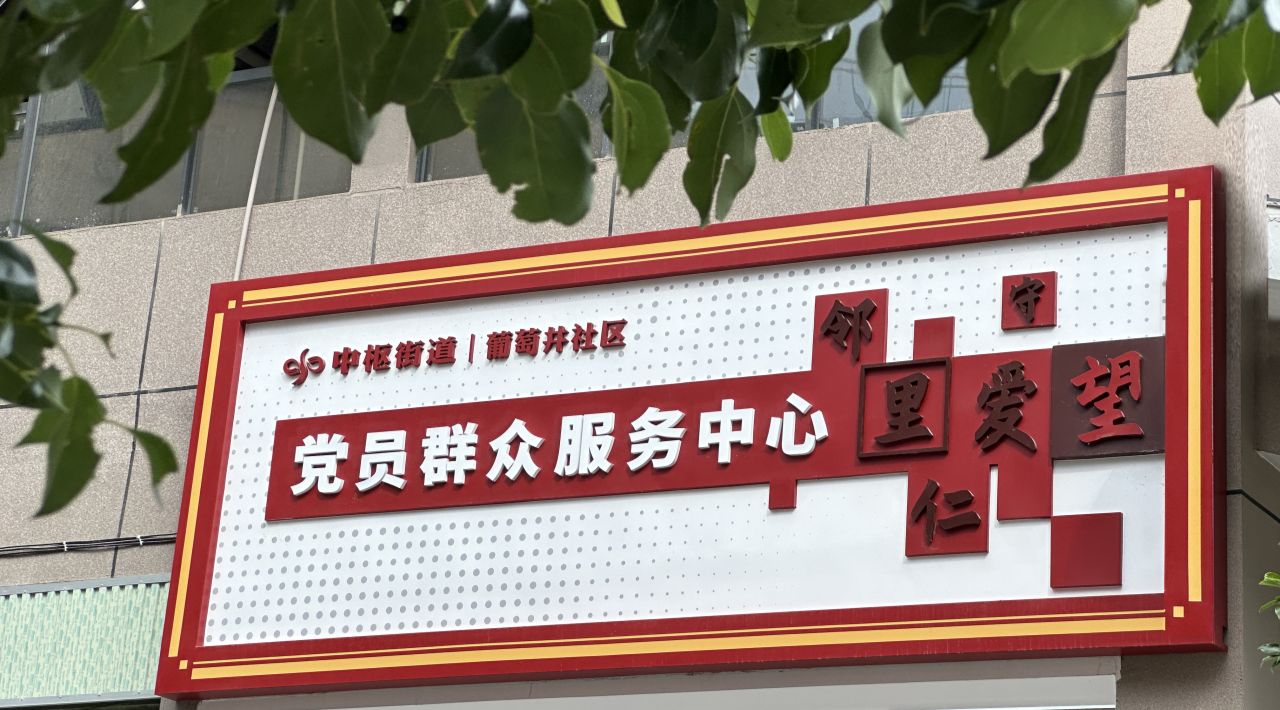 中枢街道|葡萄井社区
党员群众服务中心
邻里
守望
仁爱